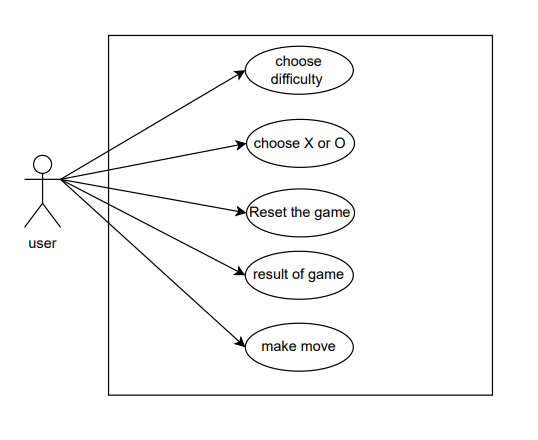 choose
difficulty
choose X or O
Reset the game
result of game
make move
user